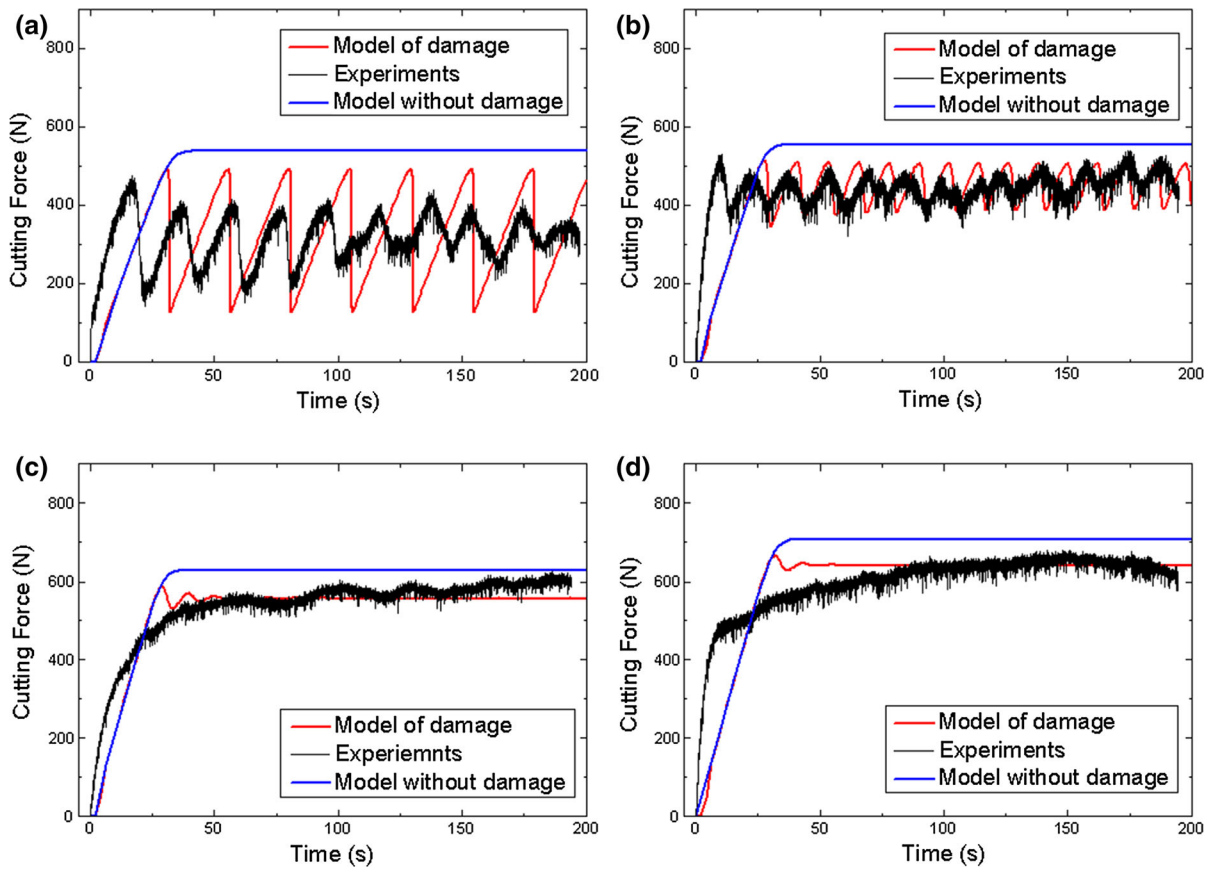 (a)
800
600
400
200
0
Cutting Force (N)
Model of damage
Experiments
Model without damage
0 50 100 150 200
Time (s)
(b)
800
600
400
200
0
Cutting Force (N)
Model of damage
Experiments
Model without damage
0 50 100 150 200
Time (s)
(c)
800
600
400
200
0
Cutting Force (N)
Model of damage
Experiemnts
Model without damage
0 50 100 150 200
Time (s)
(d)
800
600
400
200
0
Cutting Force (N)
Model of damage
Experiments
Model without damage
0 50 100 150 200
Time (s)